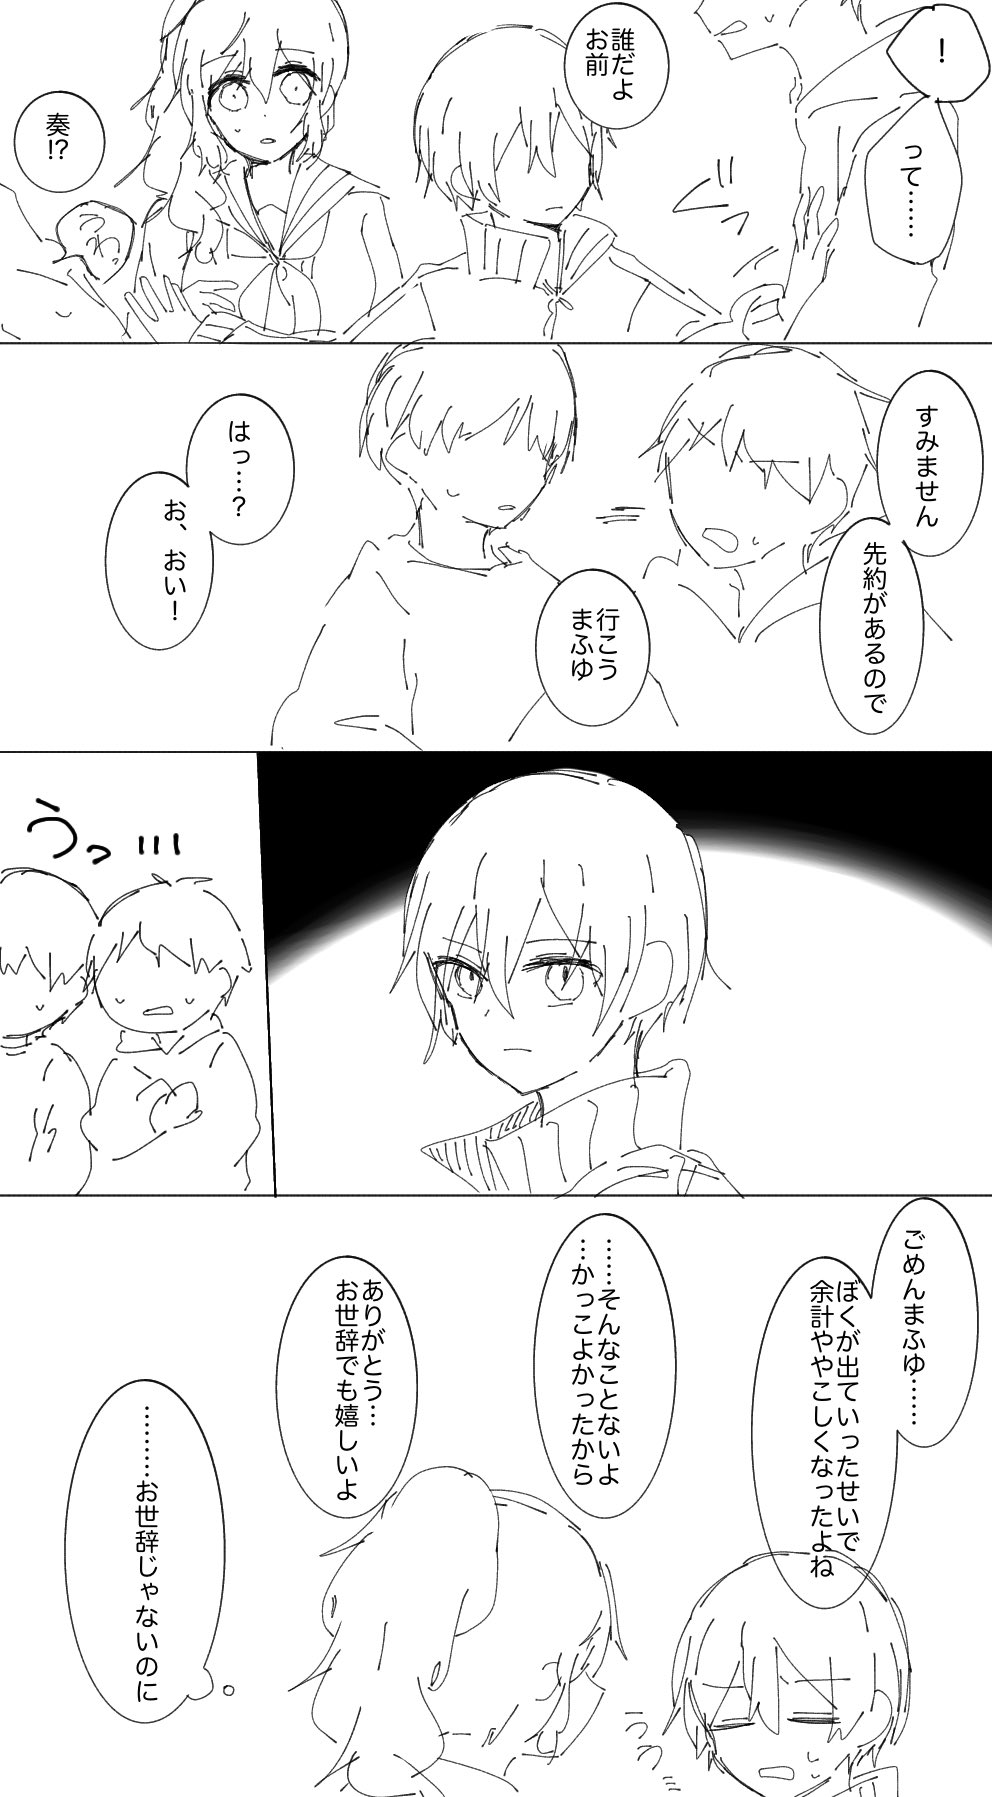 ！
って……
誰だよ
お前
奏!?
すみません
先約があるので
行こう
まふゆ
はっ…？
お、おい！
うっ
ごめんまふゆ……
ぼくが出ていったせいで
余計ややこしくなったよね
……そんなことないよ
…かっこよかったから
ありがとう…
お世辞でも嬉しいよ
………お世辞じゃないのに